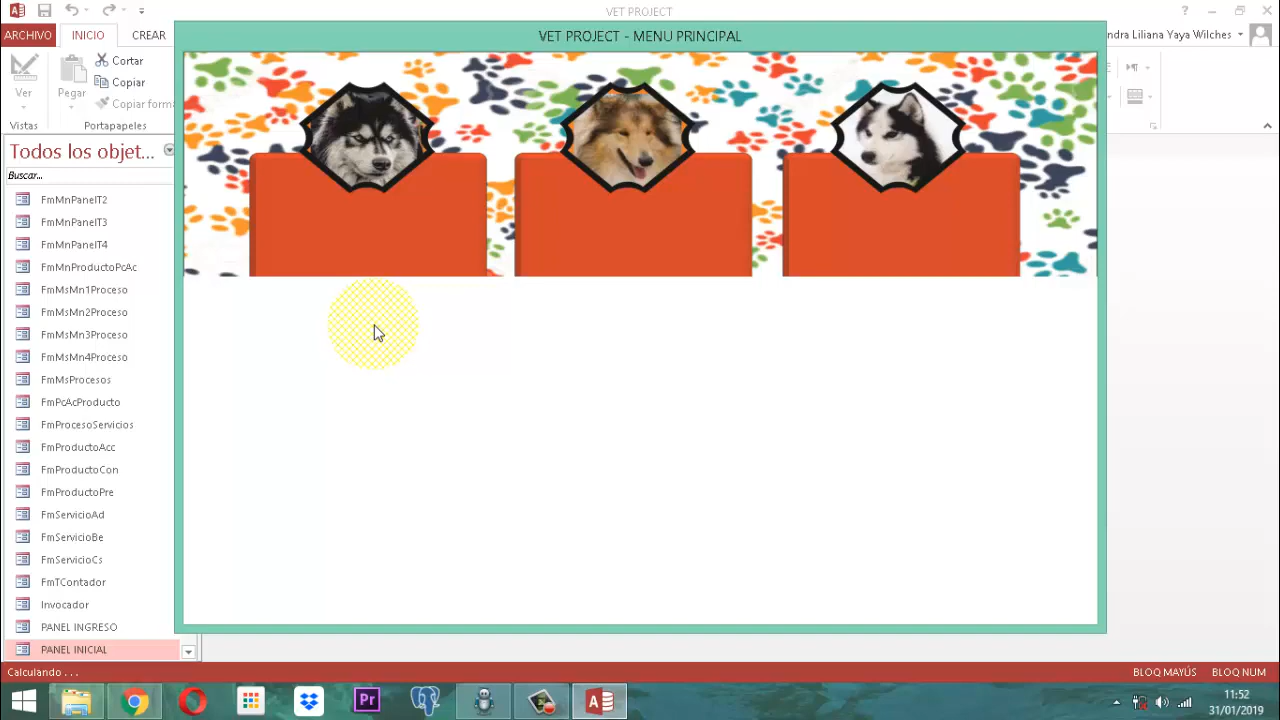 VET PROJECT
ARCHIVO
INICIO
CREAR
ndra Liliana Yaya Wilches
Ver
Pegar
Cortar
Copiar
Copiar forma
Vistas
Portapapeles
VET PROJECT - MENU PRINCIPAL
Todos los objet...
Buscar...
FmMnPanelT2
FmMnPanelT3
FmMnPanelT4
FmMnProductoPcAc
FmMsMn1Proceso
FmMsMn2Proceso
FmMsMn3Proceso
FmMsMn4Proceso
FmMsProcesos
FmPcAcProducto
FmProcesoServicios
FmProductoAcc
FmProductoCon
FmProductoPre
FmServicioAd
FmServicioBe
FmServicioCs
FmTContador
Invocador
PANEL INGRESO
PANEL INICIAL
Calculando . . .
BLOQ MAYÚS
BLOQ NUM
Pr
11:52
31/01/2019